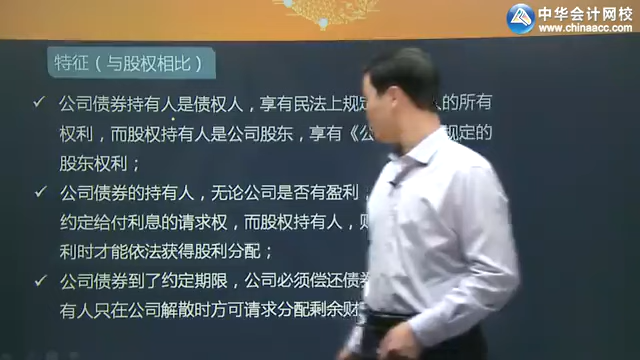 中华会计网校
www.chinaacc.com
特征（与股权相比）
✓ 公司债券持有人是债权人，享有民法上规定 的所有
权利，而股权持有人是公司股东，享有《公 规定的
股东权利；
✓ 公司债券的持有人，无论公司是否有盈利，
约定给付利息的请求权，而股权持有人，
利时才能依法获得股利分配；
✓ 公司债券到了约定期限，公司必须偿还债
有人只在公司解散时方可请求分配剩余财